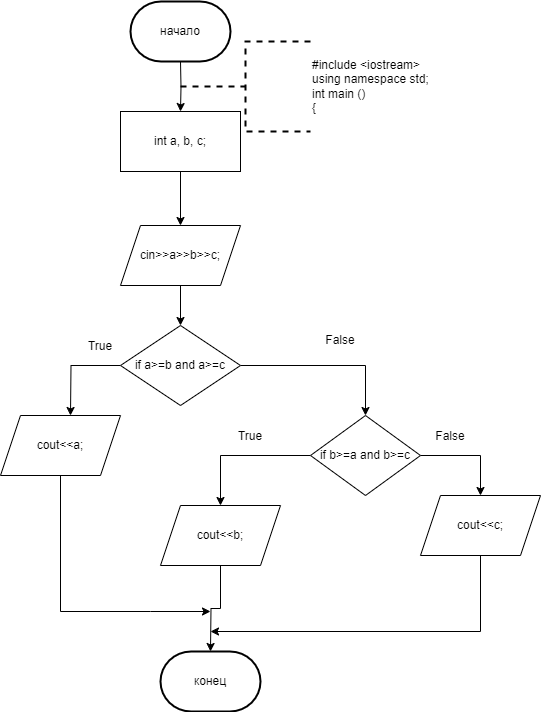 начало
#include <iostream>
using namespace std;
int main ()
{
int a, b, c;
cin>>a>>b>>c;
if a>=b and a>=c
True
False
cout<<a;
if b>=a and b>=c
True
False
cout<<b;
cout<<c;
конец